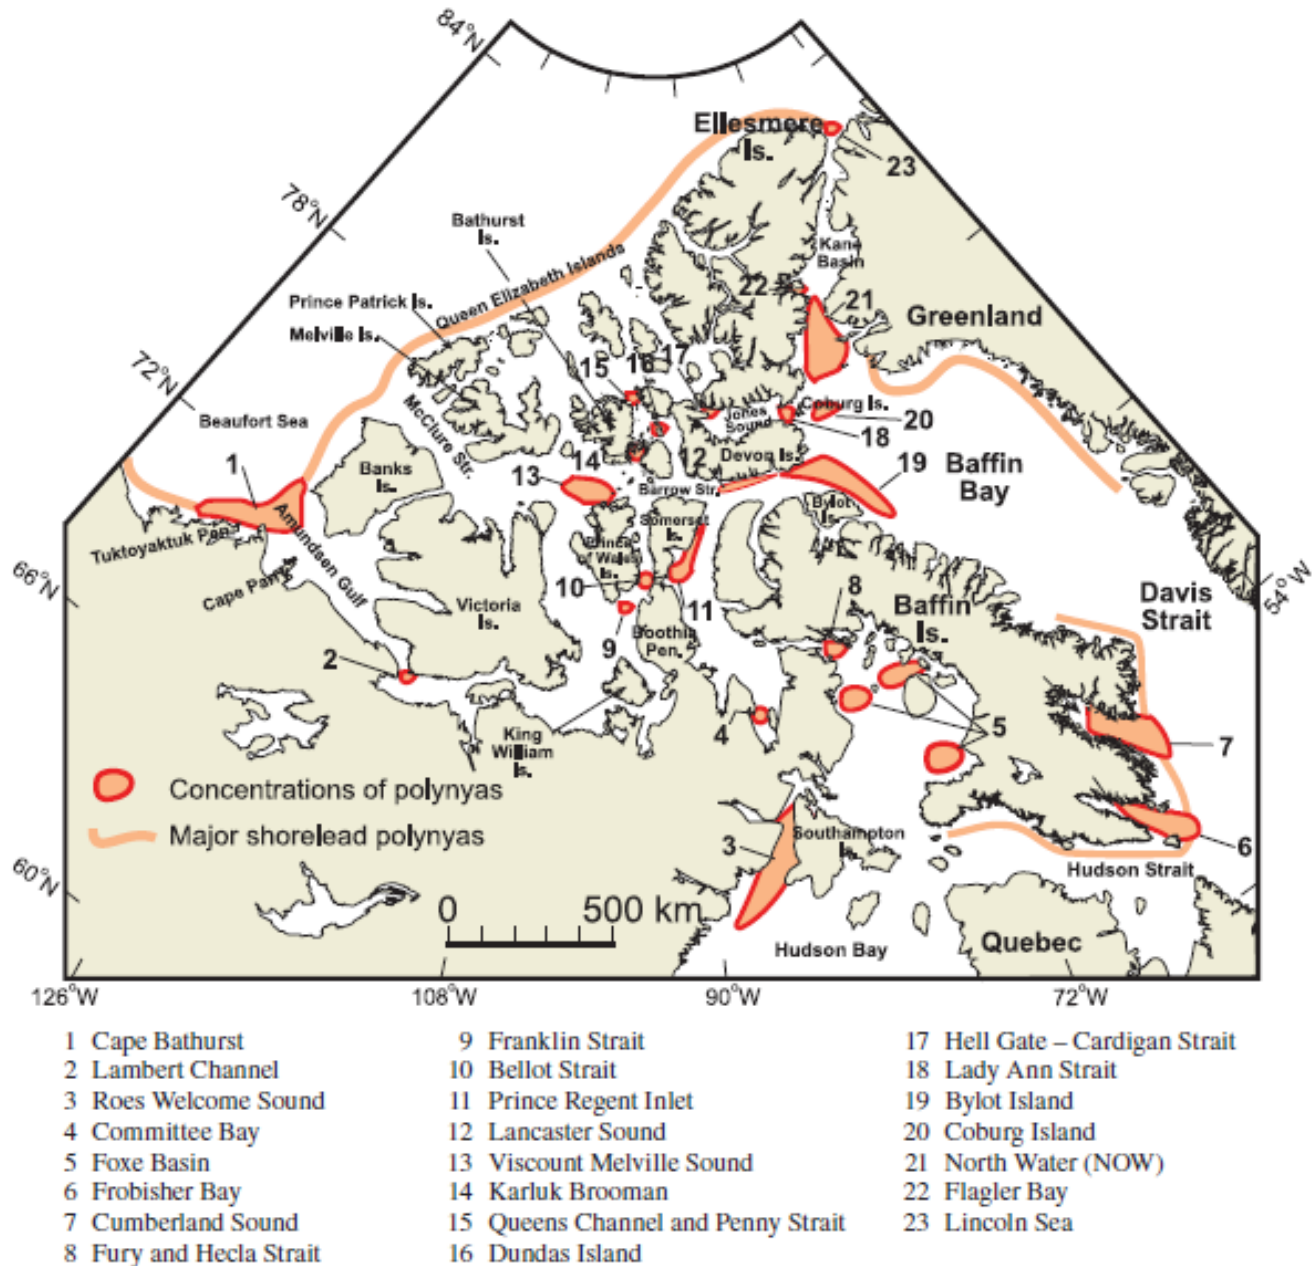 84°N
Ellesmere
Is.
23
78°N
Bathurst
Is.
Kane
Basin
Queen Elizabeth Islands
22
21
Prince Patrick Is.
Melville Is.
Greenland
72°N
15
16
17
Beaufort Sea
McClure Str.
Coburg Is.
20
Jones
Sound
18
1
Banks
Is.
14
13
12
Devon Is.
19
Baffin
Bay
Barrow Str.
Bylot
Is.
Somerset
Is.
Amundsen Gulf
Tuktoyaktuk Pen.
Prince
of Wales
Is.
66°N
Cape Parry
10
11
8
Victoria
Is.
Baffin
Is.
Davis
Strait
54°W
9
Boothia
Pen.
2
4
5
7
King
William
Is.
Concentrations of polynyas
Major shorelead polynyas
3
Southampton
Is.
6
Hudson Strait
60°N
0 500 km
Hudson Bay
Quebec
126°W 108°W 90°W 72°W
1 Cape Bathurst
2 Lambert Channel
3 Roes Welcome Sound
4 Committee Bay
5 Foxe Basin
6 Frobisher Bay
7 Cumberland Sound
8 Fury and Hecla Strait
9 Franklin Strait
10 Bellot Strait
11 Prince Regent Inlet
12 Lancaster Sound
13 Viscount Melville Sound
14 Karluk Brooman
15 Queens Channel and Penny Strait
16 Dundas Island
17 Hell Gate – Cardigan Strait
18 Lady Ann Strait
19 Bylot Island
20 Coburg Island
21 North Water (NOW)
22 Flagler Bay
23 Lincoln Sea